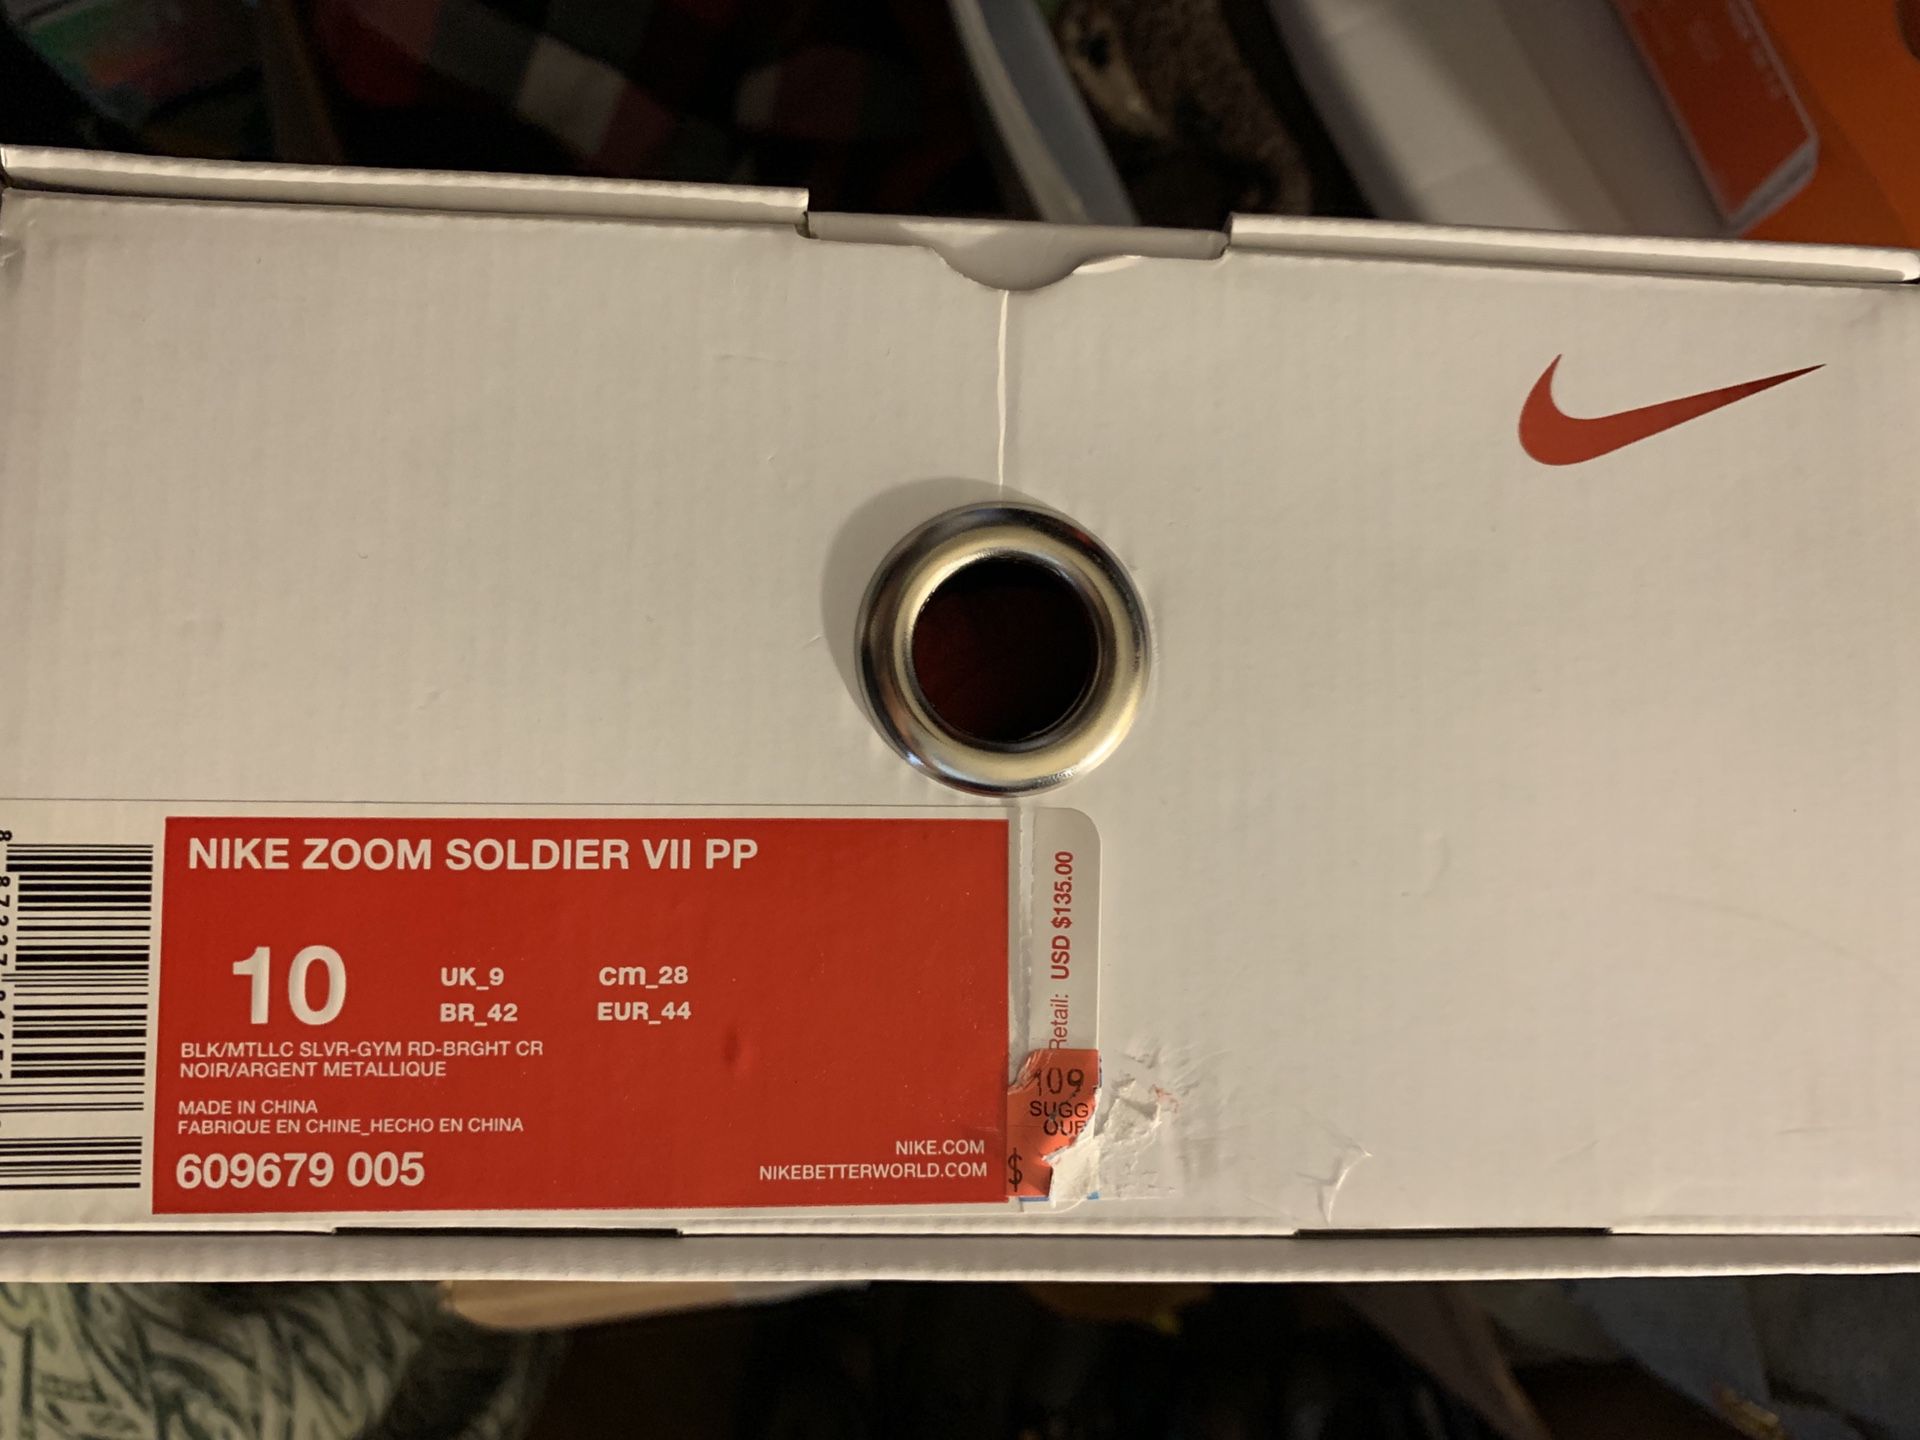 NIKE ZOOM SOLDIER VII PP
10
UK_9 cm_28
BR_42 EUR_44
BLK/MTLLC SLVR-GYM RD-BRGHT CR
NOIR/ARGENT METALLIQUE
MADE IN CHINA
FABRIQUE EN CHINE_HECHO EN CHINA
609679 005
NIKE.COM
NIKEBETTERWORLD.COM
Retail: USD $135.00
109
SUGG
OUR
$